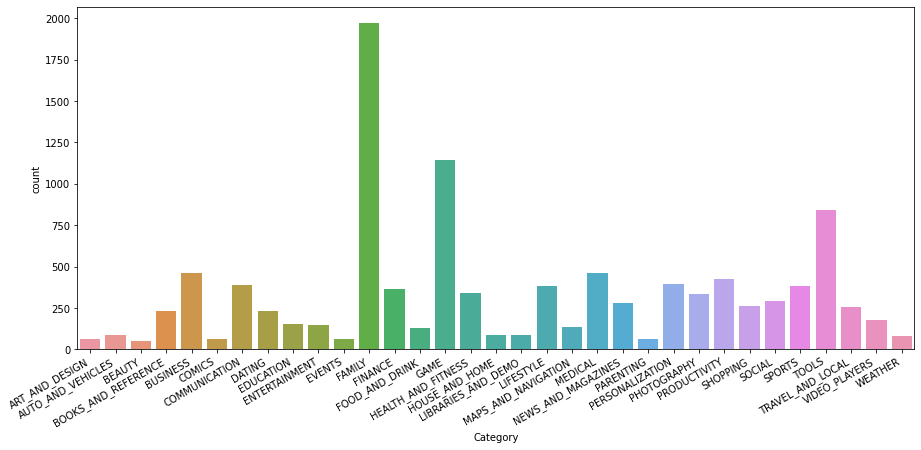 2000
1750
1500
1250
1000
750
500
250
0
count
ART_AND_DESIGN
AUTO_AND_VEHICLES
BEAUTY
BOOKS_AND_REFERENCE
BUSINESS
COMICS
COMMUNICATION
DATING
EDUCATION
ENTERTAINMENT
EVENTS
FAMILY
FINANCE
FOOD_AND_DRINK
GAME
HEALTH_AND_FITNESS
HOUSE_AND_HOME
LIBRARIES_AND_DEMO
LIFESTYLE
MAPS_AND_NAVIGATION
MEDICAL
NEWS_AND_MAGAZINES
PARENTING
PERSONALIZATION
PHOTOGRAPHY
PRODUCTIVITY
SHOPPING
SOCIAL
SPORTS
TOOLS
TRAVEL_AND_LOCAL
VIDEO_PLAYERS
WEATHER
Category